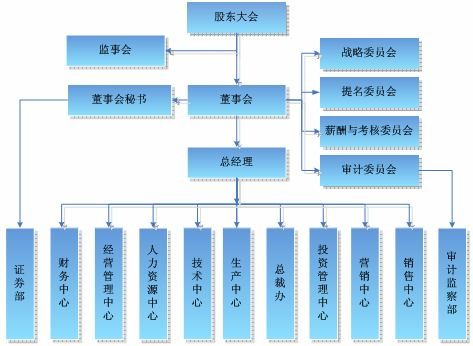 股东大会
监事会
战略委员会
董事会秘书
董事会
提名委员会
薪酬与考核委员会
总经理
审计委员会
证券部
财务中心
经营管理中心
人力资源中心
技术中心
生产中心
总裁办
投资管理中心
营销中心
销售中心
审计监察部